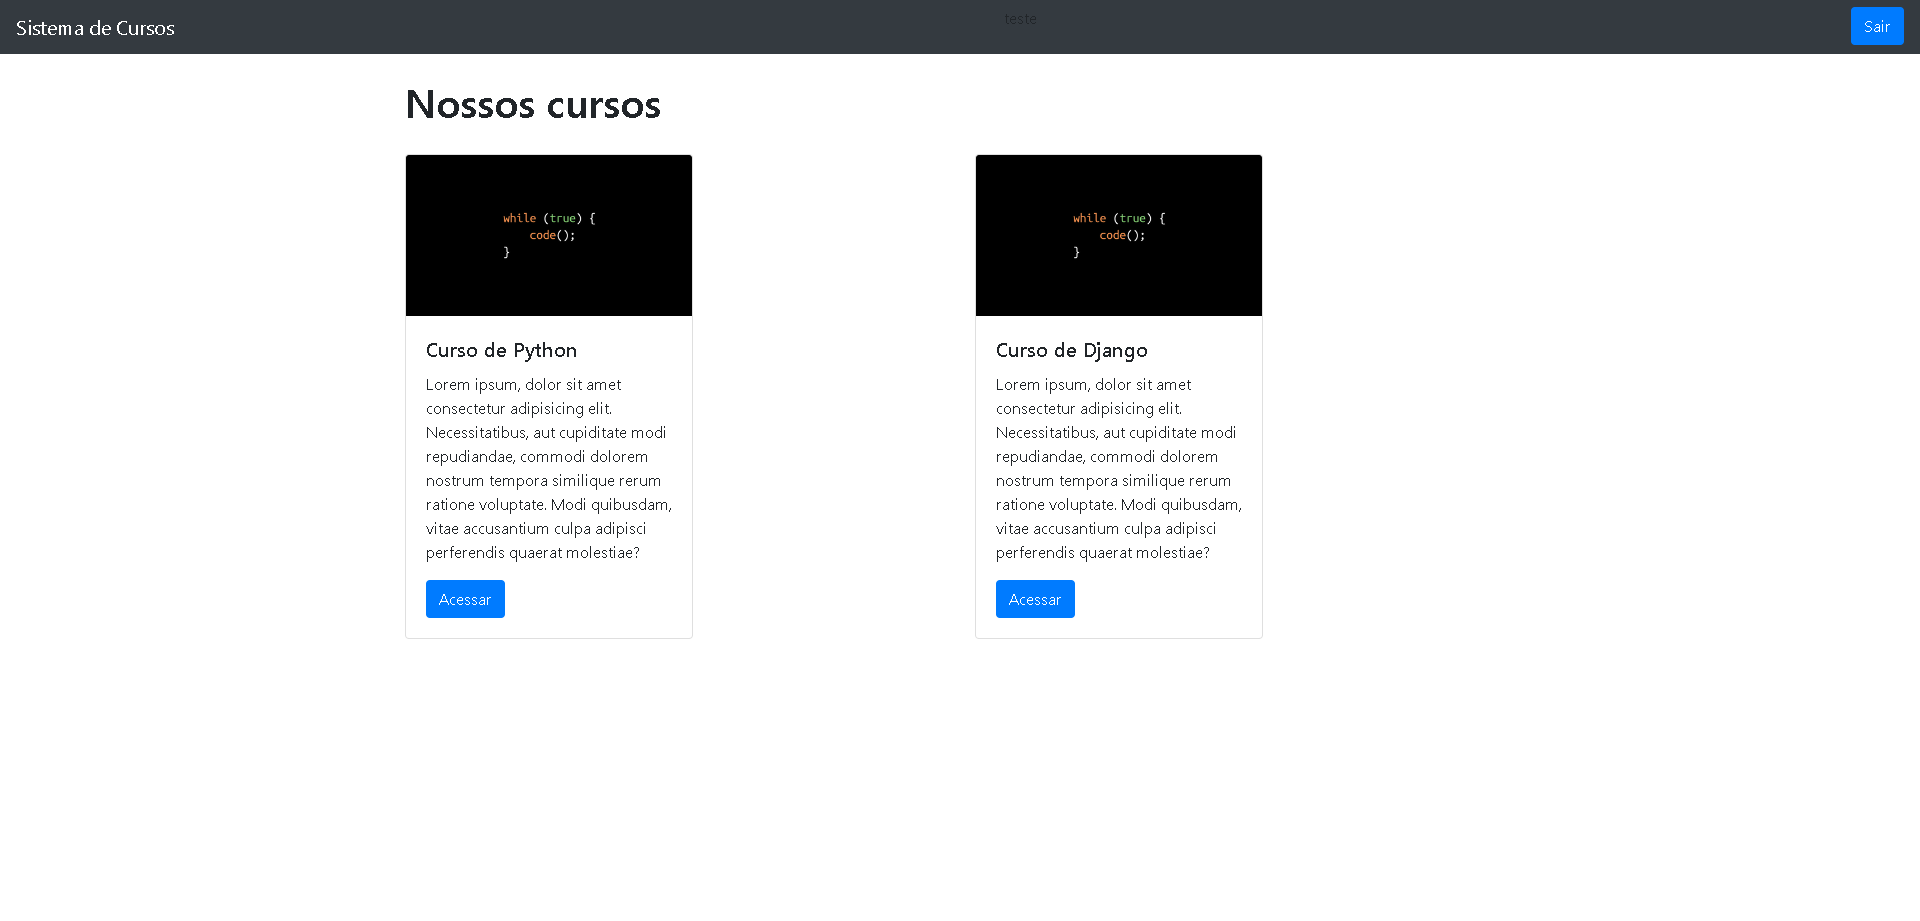 Sistema de Cursos
teste
Sair
Nossos cursos
while (true) {
code();
}
Curso de Python
Lorem ipsum, dolor sit amet
consectetur adipisicing elit.
Necessitatibus, aut cupiditate modi
repudiandae, commodi dolorem
nostrum tempora similique rerum
ratione voluptate. Modi quibusdam,
vitae accusantium culpa adipisci
perferendis quaerat molestiae?
Acessar
while (true) {
code();
}
Curso de Django
Lorem ipsum, dolor sit amet
consectetur adipisicing elit.
Necessitatibus, aut cupiditate modi
repudiandae, commodi dolorem
nostrum tempora similique rerum
ratione voluptate. Modi quibusdam,
vitae accusantium culpa adipisci
perferendis quaerat molestiae?
Acessar